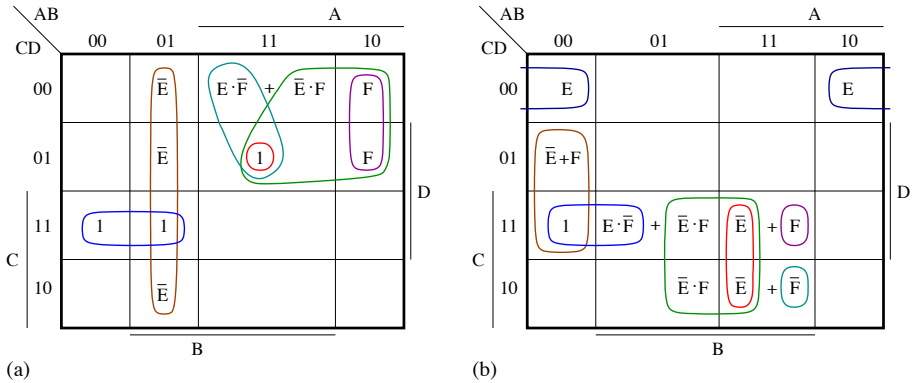 AB A AB A
CD 00 01 11 10 CD 00 01 11 10
00 E̅ E·F̅ + E̅·F F 00 E E
01 E̅ 1 F D 01 E̅+F D
C 11 1 1 C 11 1 E·F̅ + E̅·F E̅ + F
10 E̅ 10 E̅·F E̅ + F̅
B B
(a) (b)